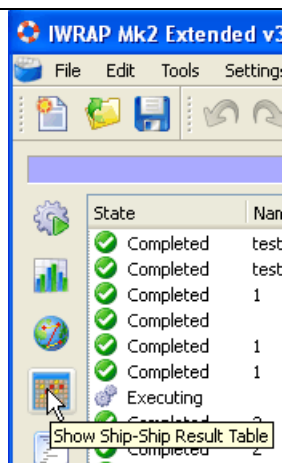 IWRAP Mk2 Extended v3
File Edit Tools Settings
State Nam
Completed test
Completed test
Completed 1
Completed
Completed 1
Completed 1
Executing
Show Ship-Ship Result Table
Completed 2